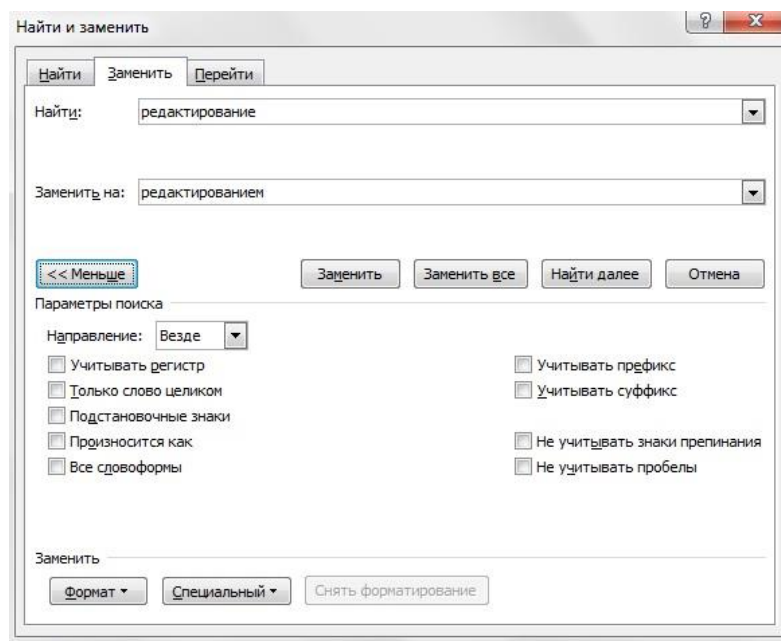 Найти и заменить
Найти Заменить Перейти
Найти: редактирование
Заменить на: редактированием
<< Меньше Заменить Заменить все Найти далее Отмена
Параметры поиска
Направление: Везде
Учитывать регистр Учитывать префикс
Только слово целиком Учитывать суффикс
Подстановочные знаки
Произносится как Не учитывать знаки препинания
Все словоформы Не учитывать пробелы
Заменить
Формат Специальный Снять форматирование